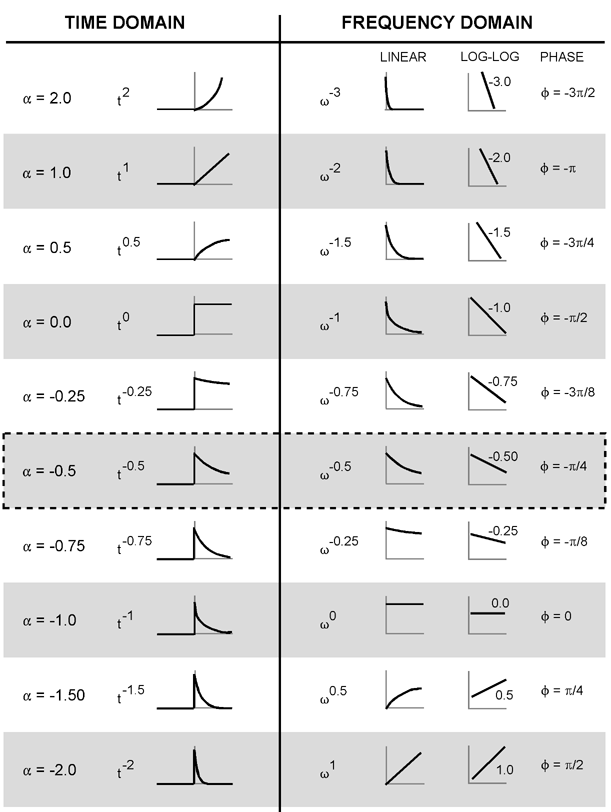 TIME DOMAIN FREQUENCY DOMAIN
LINEAR LOG-LOG PHASE
α = 2.0 t^2 ω^-3 -3.0 ϕ = -3π/2
α = 1.0 t^1 ω^-2 -2.0 ϕ = -π
α = 0.5 t^0.5 ω^-1.5 -1.5 ϕ = -3π/4
α = 0.0 t^0 ω^-1 -1.0 ϕ = -π/2
α = -0.25 t^-0.25 ω^-0.75 -0.75 ϕ = -3π/8
α = -0.5 t^-0.5 ω^-0.5 -0.50 ϕ = -π/4
α = -0.75 t^-0.75 ω^-0.25 -0.25 ϕ = -π/8
α = -1.0 t^-1 ω^0 0.0 ϕ = 0
α = -1.50 t^-1.5 ω^0.5 0.5 ϕ = π/4
α = -2.0 t^-2 ω^1 1.0 ϕ = π/2